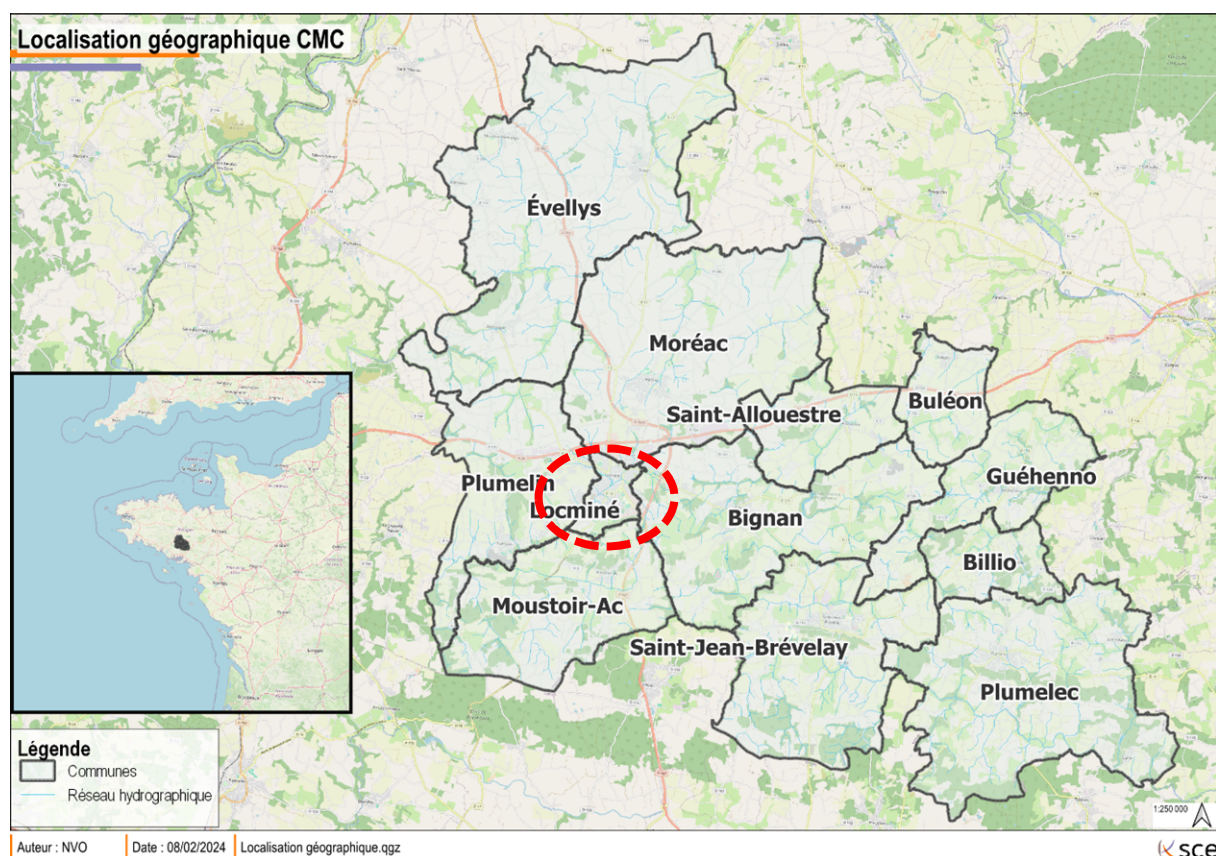 Localisation géographique CMC
Évellys
Moréac
Saint-Allouestre
Buléon
Guéhenno
Plumelin
Locminé
Bignan
Billio
Moustoir-Ac
Saint-Jean-Brévelay
Plumelec
Légende
Communes
Réseau hydrographique
1:250 000
Auteur : NVO
Date : 08/02/2024
Localisation géographique.qgz
sce